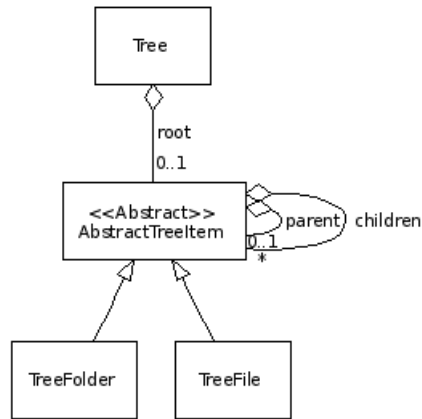 Tree
root
0..1
<<Abstract>>
AbstractTreeItem
parent children
0..1
*
TreeFolder
TreeFile